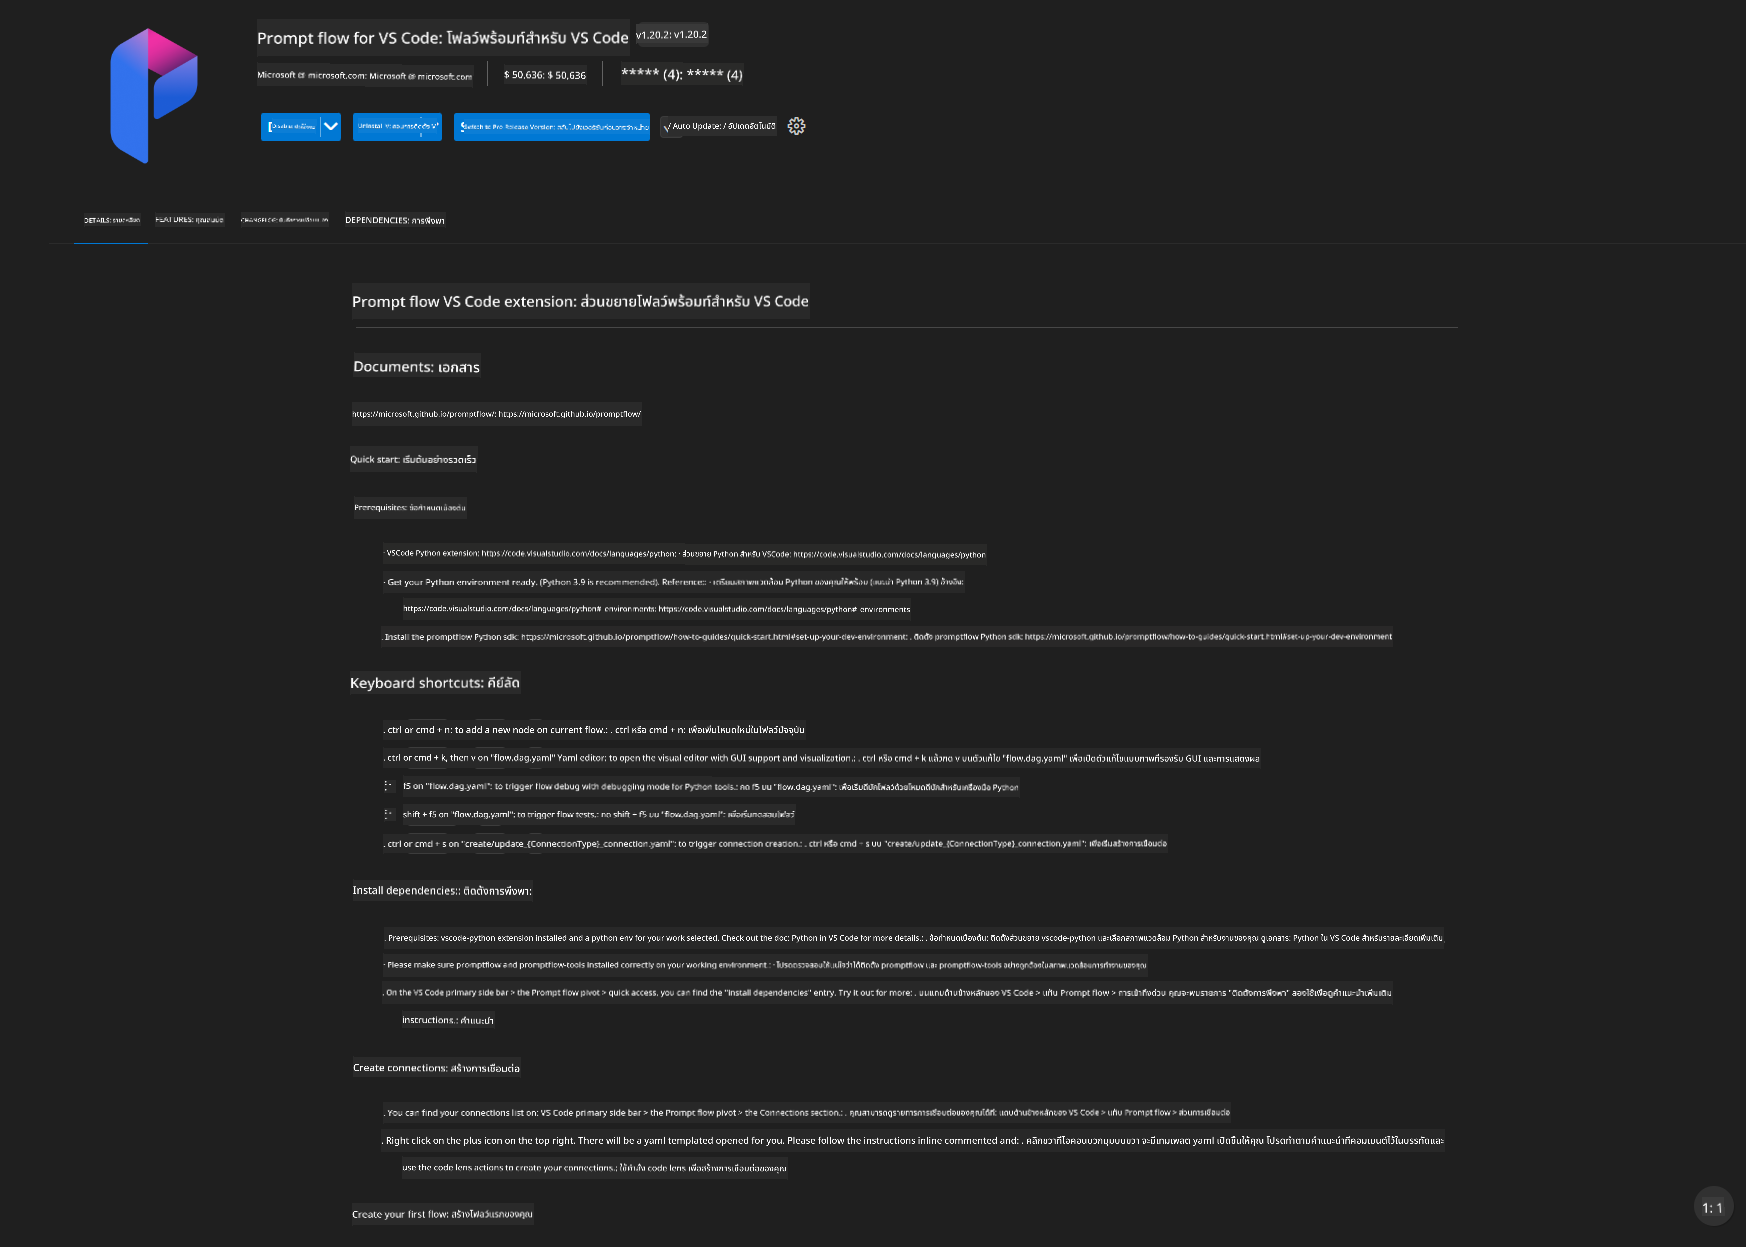 Prompt flow for VS Code: โฟลว์พร้อมท์สำหรับ VS Code v1.20.2: v1.20.2
Microsoft @ microsoft.com: Microsoft @ microsoft.com $ 50,636: $ 50,636 ***** (4): ***** (4)
Switch to Pre Release Version: √ Auto Update: / อัปเดตอัตโนมัติ
DETAILS: รายละเอียด FEATURES: DEPENDENCIES: การพึ่งพา
Prompt flow VS Code extension: ส่วนขยายโฟลว์พร้อมท์สำหรับ VS Code
Documents: เอกสาร
https://microsoft.github.io/promptflow/: https://microsoft.github.io/promptflow/
Quick start: เริ่มต้นอย่างรวดเร็ว
Prerequisites: ข้อกำหนดเบื้องต้น
· VSCode Python extension: https://code.visualstudio.com/docs/languages/python: · ส่วนขยาย Python สำหรับ VSCode: https://code.visualstudio.com/docs/languages/python
· Get your Python environment ready. (Python 3.9 is recommended). Reference:: · เตรียมสภาพแวดล้อม Python ของคุณให้พร้อม (แนะนำ Python 3.9) อ้างอิง:
https://code.visualstudio.com/docs/languages/python#_environments: https://code.visualstudio.com/docs/languages/python#_environments
. Install the promptflow Python sdk: https://microsoft.github.io/promptflow/how-to-guides/quick-start.html#set-up-your-dev-environment: . ติดตั้ง promptflow Python sdk: https://microsoft.github.io/promptflow/how-to-guides/quick-start.html#set-up-your-dev-environment
Keyboard shortcuts: คีย์ลัด
. ctrl or cmd + n: to add a new node on current flow.: . ctrl หรือ cmd + n: เพื่อเพิ่มโหนดใหม่ในโฟลว์ปัจจุบัน
. ctrl or cmd + k, then v on "flow.dag.yaml" Yaml editor: to open the visual editor with GUI support and visualization.: . ctrl หรือ cmd + k แล้วกด v บนตัวแก้ไข "flow.dag.yaml" เพื่อเปิดตัวแก้ไขแบบภาพที่รองรับ GUI และการแสดงผล
f5 on "flow.dag.yaml": to trigger flow debug with debugging mode for Python tools.: กด f5 บน "flow.dag.yaml": เพื่อเริ่มดีบักโฟลว์ด้วยโหมดดีบักสำหรับเครื่องมือ Python
shift + f5 on "flow.dag.yaml": to trigger flow tests.: กด shift + f5 บน "flow.dag.yaml": เพื่อเริ่มทดสอบโฟลว์
. ctrl or cmd + s on "create/update_{ConnectionType}_connection.yaml": to trigger connection creation.: . ctrl หรือ cmd + s บน "create/update_{ConnectionType}_connection.yaml": เพื่อเริ่มสร้างการเชื่อมต่อ
Install dependencies:: ติดตั้งการพึ่งพา:
. Prerequisites: vscode-python extension installed and a python env for your work selected. Check out the doc: Python in VS Code for more details.: . ข้อกำหนดเบื้องต้น: ติดตั้งส่วนขยาย vscode-python และเลือกสภาพแวดล้อม Python สำหรับงานของคุณ ดูเอกสาร: Python ใน VS Code สำหรับรายละเอียดเพิ่มเติม
· Please make sure promptflow and promptflow-tools installed correctly on your working environment.: · โปรดตรวจสอบให้แน่ใจว่าได้ติดตั้ง promptflow และ promptflow-tools อย่างถูกต้องในสภาพแวดล้อมการทำงานของคุณ
. On the VS Code primary side bar > the Prompt flow pivot > quick access, you can find the "install dependencies" entry. Try it out for more: . บนแถบด้านข้างหลักของ VS Code > แท็บ Prompt flow > การเข้าถึงด่วน คุณจะพบรายการ "ติดตั้งการพึ่งพา" ลองใช้เพื่อดูคำแนะนำเพิ่มเติม
instructions.: คำแนะนำ
Create connections: สร้างการเชื่อมต่อ
. You can find your connections list on: VS Code primary side bar > the Prompt flow pivot > the Connections section.: . คุณสามารถดูรายการการเชื่อมต่อของคุณได้ที่: แถบด้านข้างหลักของ VS Code > แท็บ Prompt flow > ส่วนการเชื่อมต่อ
. Right click on the plus icon on the top right. There will be a yaml templated opened for you. Please follow the instructions inline commented and: . คลิกขวาที่ไอคอนบวกมุมบนขวา จะมีเทมเพลต yaml เปิดขึ้นให้คุณ โปรดทำตามคำแนะนำที่คอมเมนต์ไว้ในบรรทัดและ
use the code lens actions to create your connections.: ใช้คำสั่ง code lens เพื่อสร้างการเชื่อมต่อของคุณ
Create your first flow: สร้างโฟลว์แรกของคุณ
1: 1